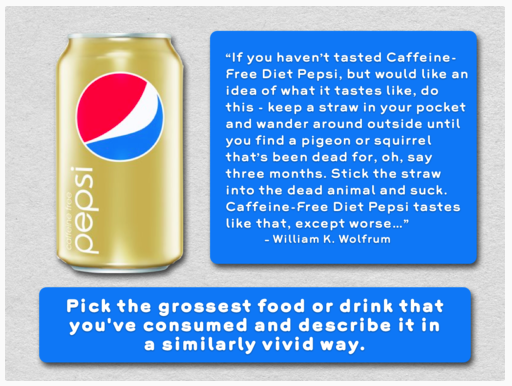 caffeine free
pepsi
“If you haven’t tasted Caffeine-
Free Diet Pepsi, but would like an
idea of what it tastes like, do
this - keep a straw in your pocket
and wander around outside until
you find a pigeon or squirrel
that’s been dead for, oh, say
three months. Stick the straw
into the dead animal and suck.
Caffeine-Free Diet Pepsi tastes
like that, except worse...”
- William K. Wolfrum
Pick the grossest food or drink that
you've consumed and describe it in
a similarly vivid way.